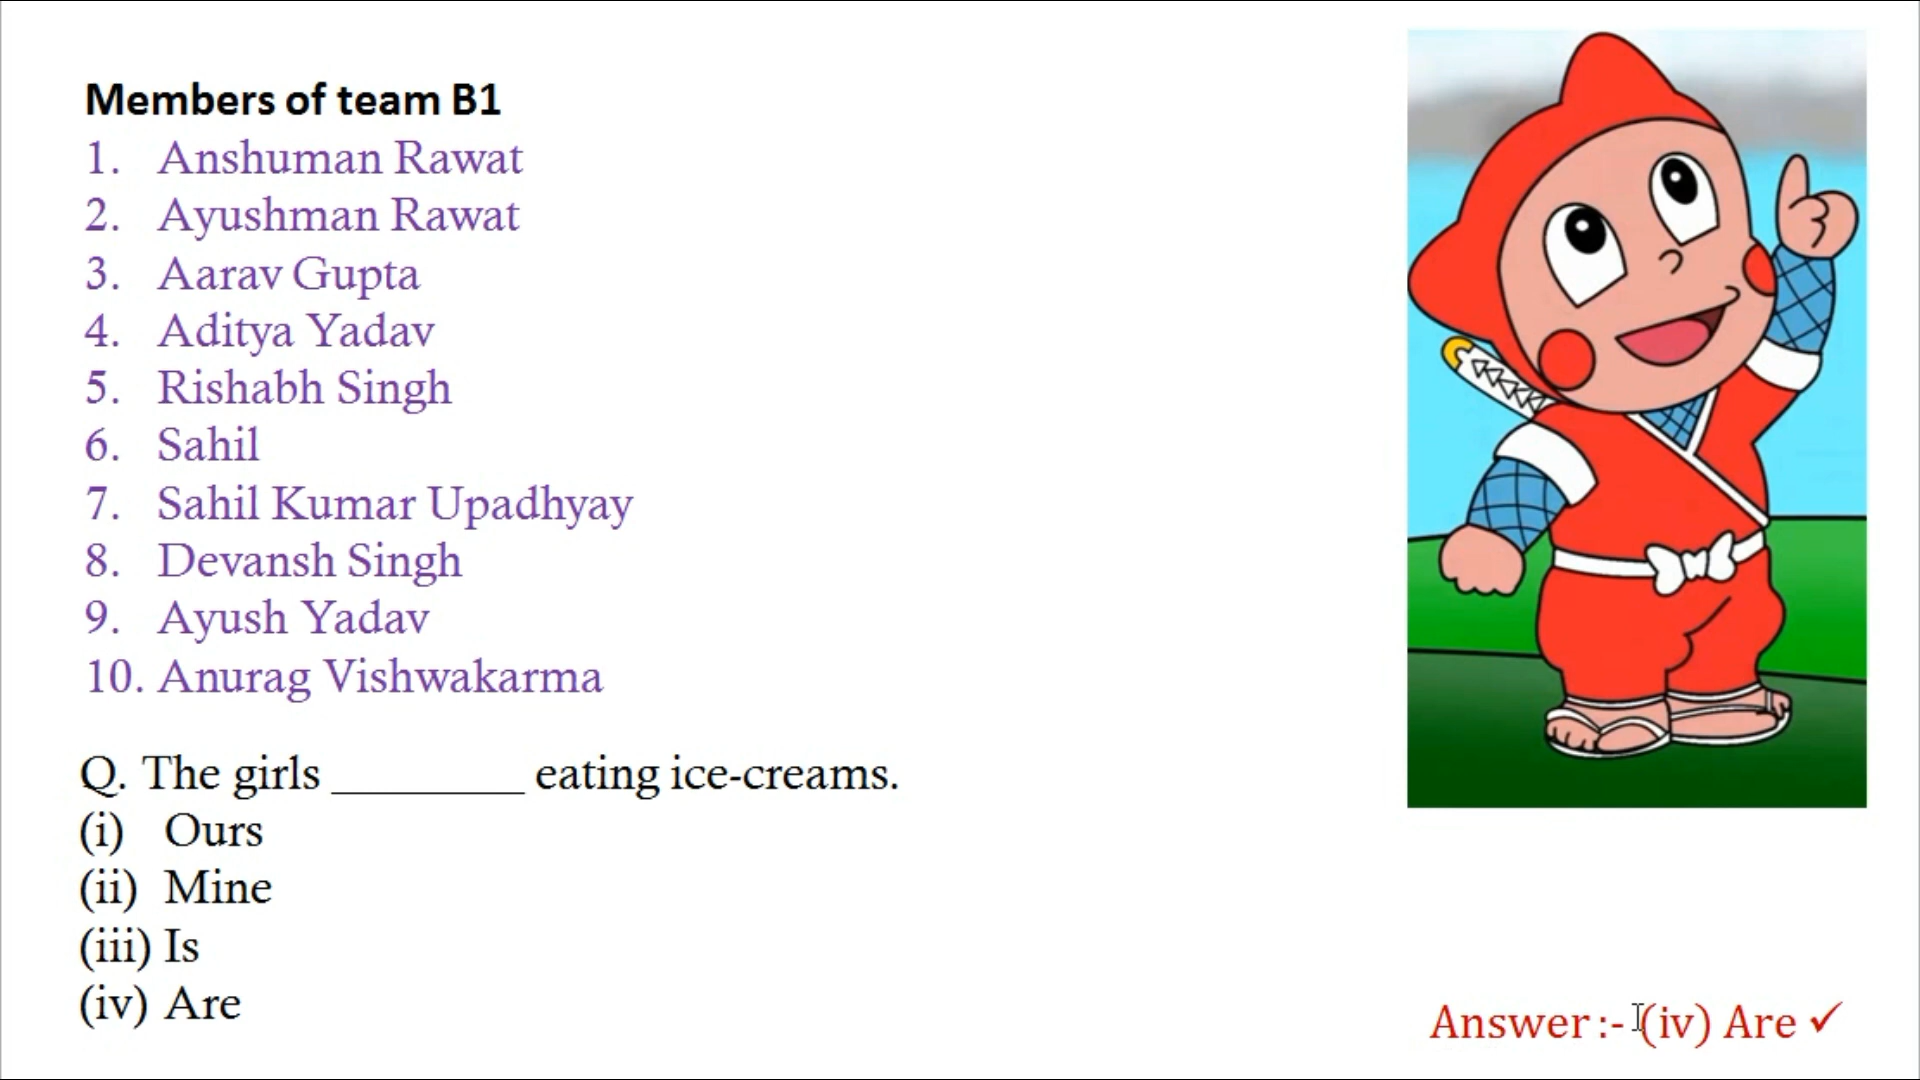 Members of team B1
1. Anshuman Rawat
2. Ayushman Rawat
3. Aarav Gupta
4. Aditya Yadav
5. Rishabh Singh
6. Sahil
7. Sahil Kumar Upadhyay
8. Devansh Singh
9. Ayush Yadav
10. Anurag Vishwakarma
Q. The girls ________ eating ice-creams.
(i) Ours
(ii) Mine
(iii) Is
(iv) Are
Answer :- (iv) Are ✓